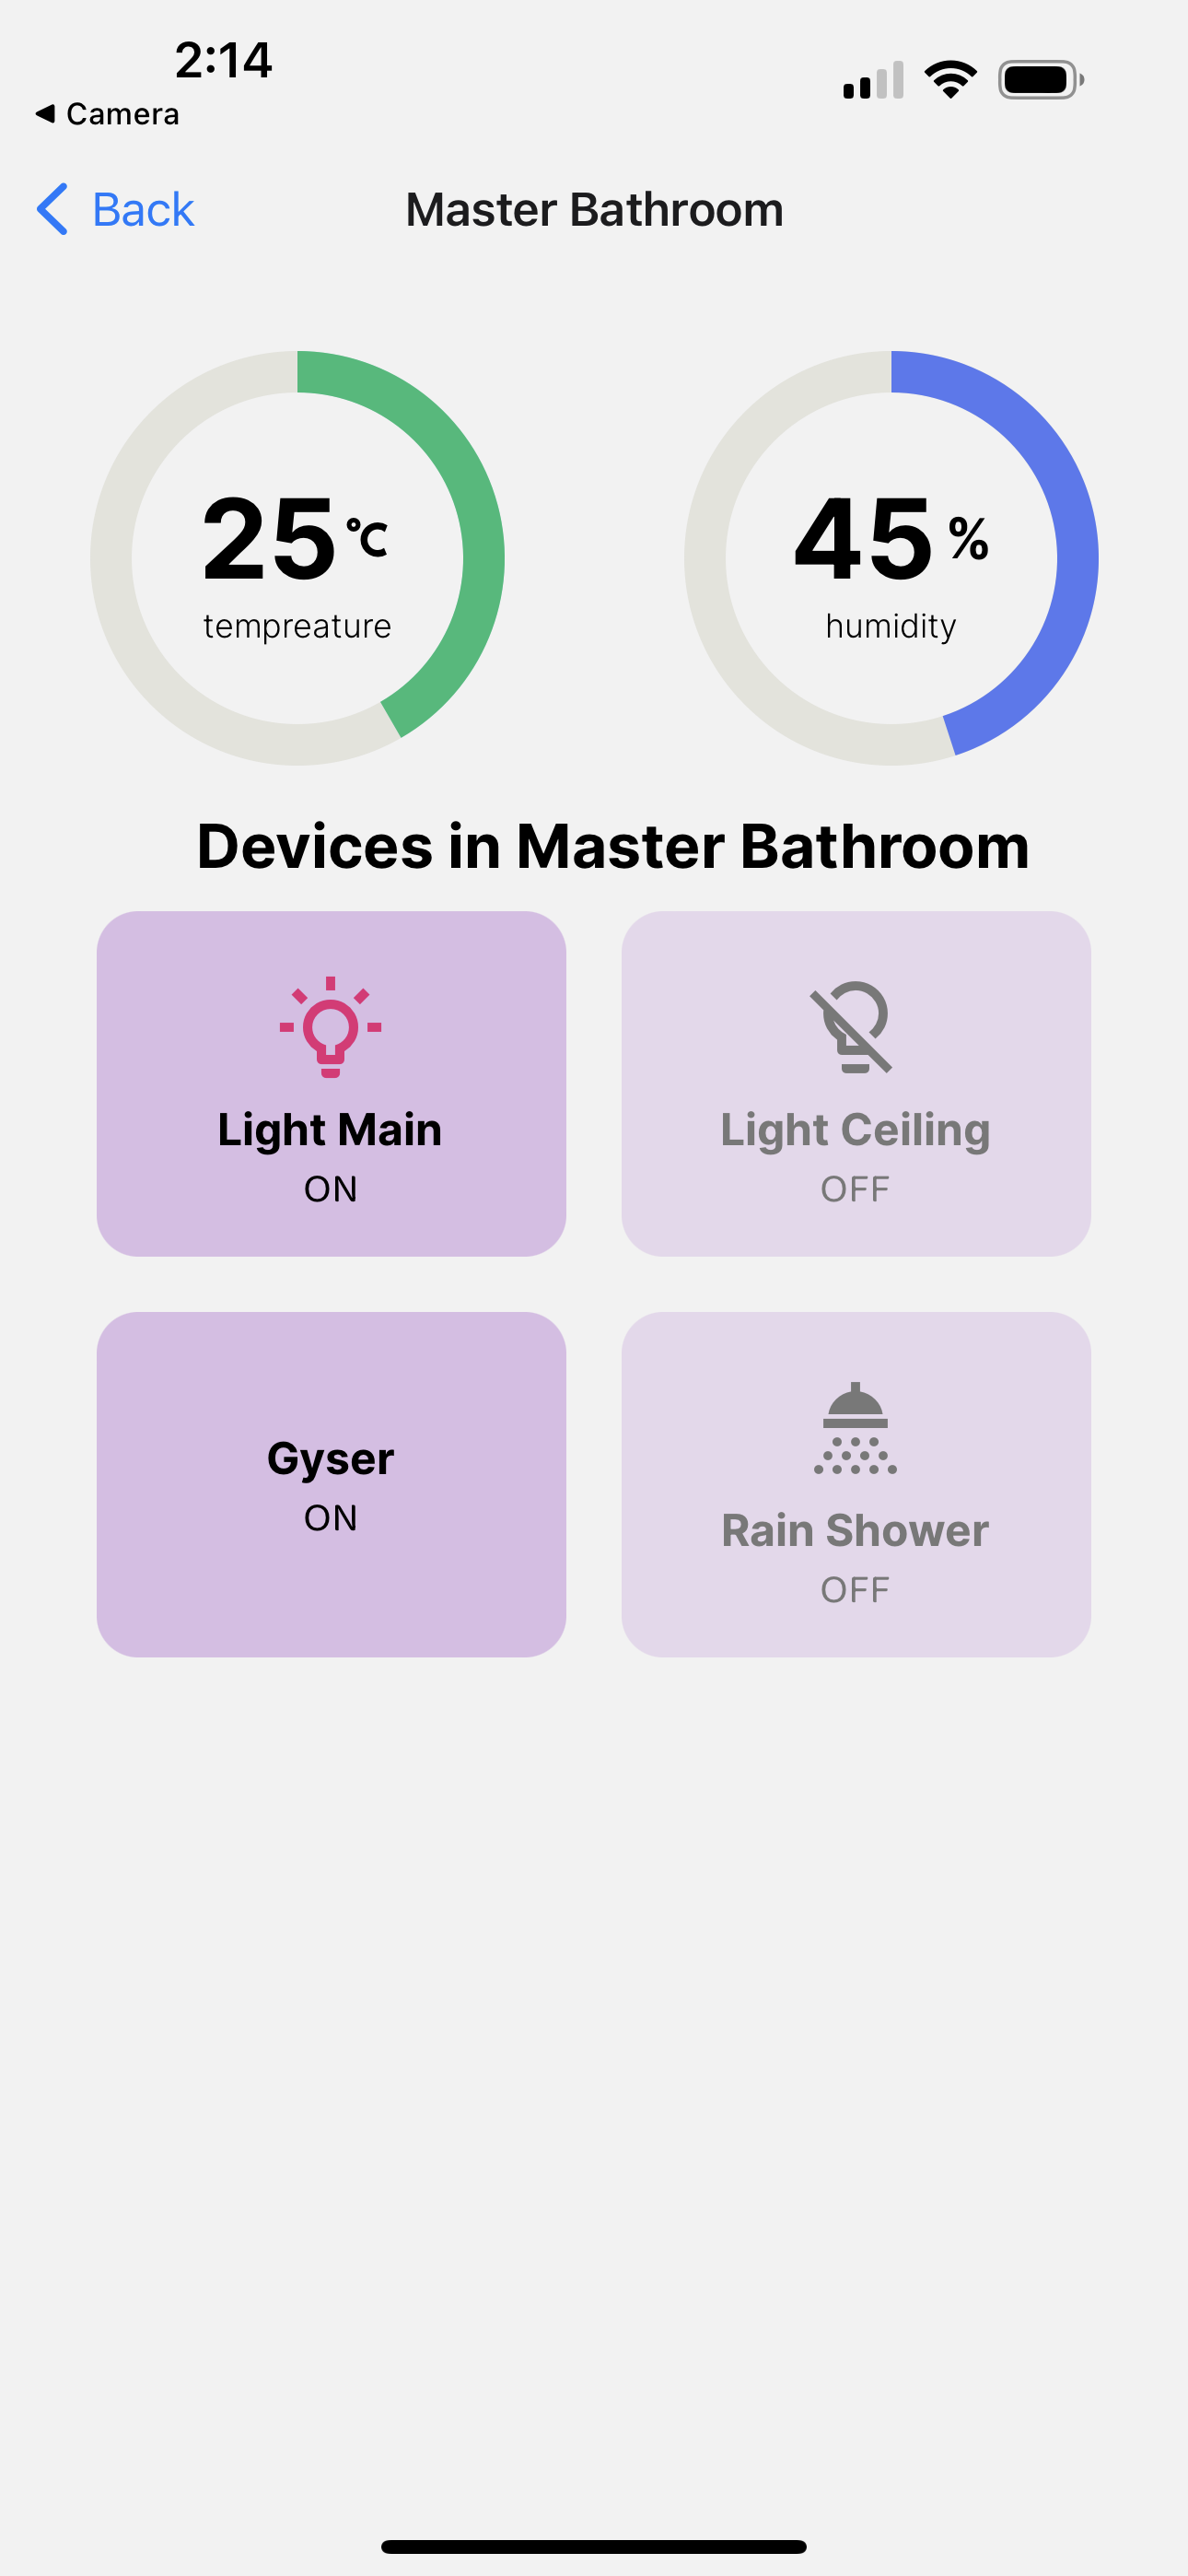 2:14
Camera
Back
Master Bathroom
25 °C
tempreature
45 %
humidity
Devices in Master Bathroom
Light Main
ON
Light Ceiling
OFF
Gyser
ON
Rain Shower
OFF